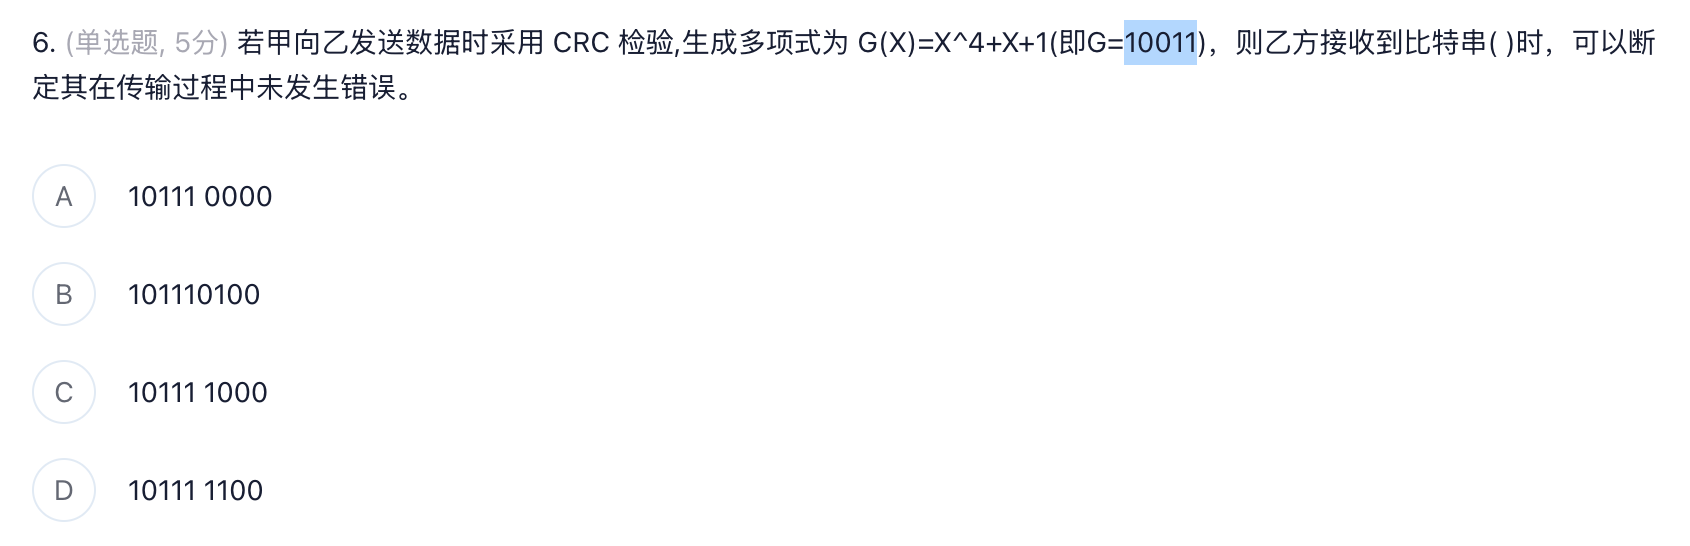 6. (单选题, 5分) 若甲向乙发送数据时采用 CRC 检验,生成多项式为 G(X)=X^4+X+1(即G=10011)，则乙方接收到比特串( )时，可以断
定其在传输过程中未发生错误。
A 10111 0000
B 101110100
C 10111 1000
D 10111 1100